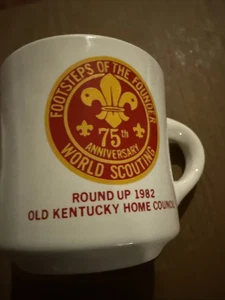 FOOTSTEPS OF THE FOUNDER
75th
ANNIVERSARY
WORLD SCOUTING
ROUND UP 1982
OLD KENTUCKY HOME COUNCIL